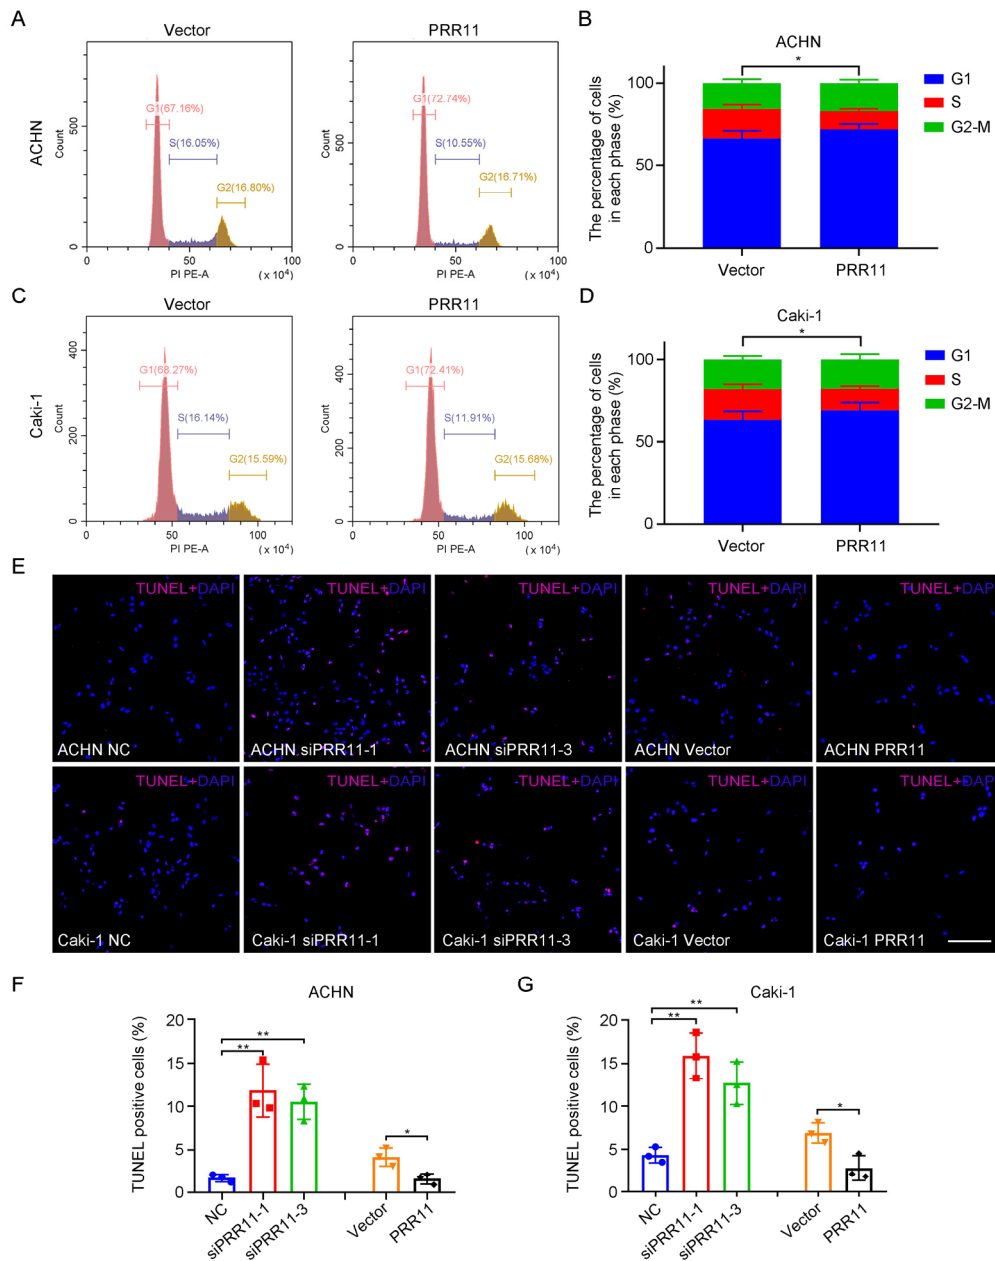 A
Vector
PRR11
ACHN
Count
500
0
G1(67.16%)
S(16.05%)
G2(16.80%)
0 50 100
PI PE-A (x 10⁴)
Count
500
0
G1(72.74%)
S(10.55%)
G2(16.71%)
0 50 100
PI PE-A (x 10⁴)
B
ACHN
*
The percentage of cells
in each phase (%)
100
50
0
Vector PRR11
G1
S
G2-M
C
Vector
PRR11
Caki-1
Count
400
200
0
G1(68.27%)
S(16.14%)
G2(15.59%)
0 50 100
PI PE-A (x 10⁴)
Count
400
200
0
G1(72.41%)
S(11.91%)
G2(15.68%)
0 50 100
PI PE-A (x 10⁴)
D
Caki-1
*
The percentage of cells
in each phase (%)
100
50
0
Vector PRR11
G1
S
G2-M
E
TUNEL+DAPI
ACHN NC
TUNEL+DAPI
ACHN siPRR11-1
TUNEL+DAPI
ACHN siPRR11-3
TUNEL+DAPI
ACHN Vector
TUNEL+DAPI
ACHN PRR11
TUNEL+DAPI
Caki-1 NC
TUNEL+DAPI
Caki-1 siPRR11-1
TUNEL+DAPI
Caki-1 siPRR11-3
TUNEL+DAPI
Caki-1 Vector
TUNEL+DAPI
Caki-1 PRR11
F
ACHN
TUNEL positive cells (%)
20
15
10
5
0
**
**
*
NC
siPRR11-1
siPRR11-3
Vector
PRR11
G
Caki-1
TUNEL positive cells (%)
20
15
10
5
0
**
**
*
NC
siPRR11-1
siPRR11-3
Vector
PRR11